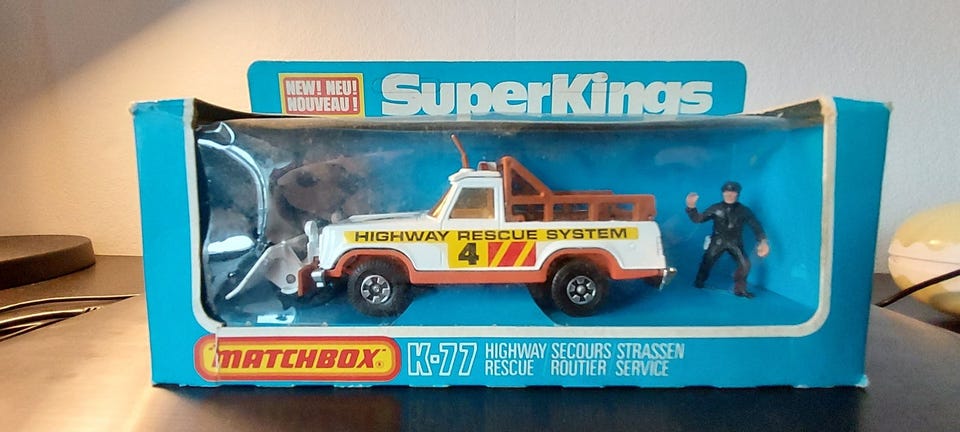 NEW! NEU!
NOUVEAU!
SuperKings
HIGHWAY RESCUE SYSTEM
4
MATCHBOX
K-77
HIGHWAY SECOURS STRASSEN
RESCUE ROUTIER SERVICE